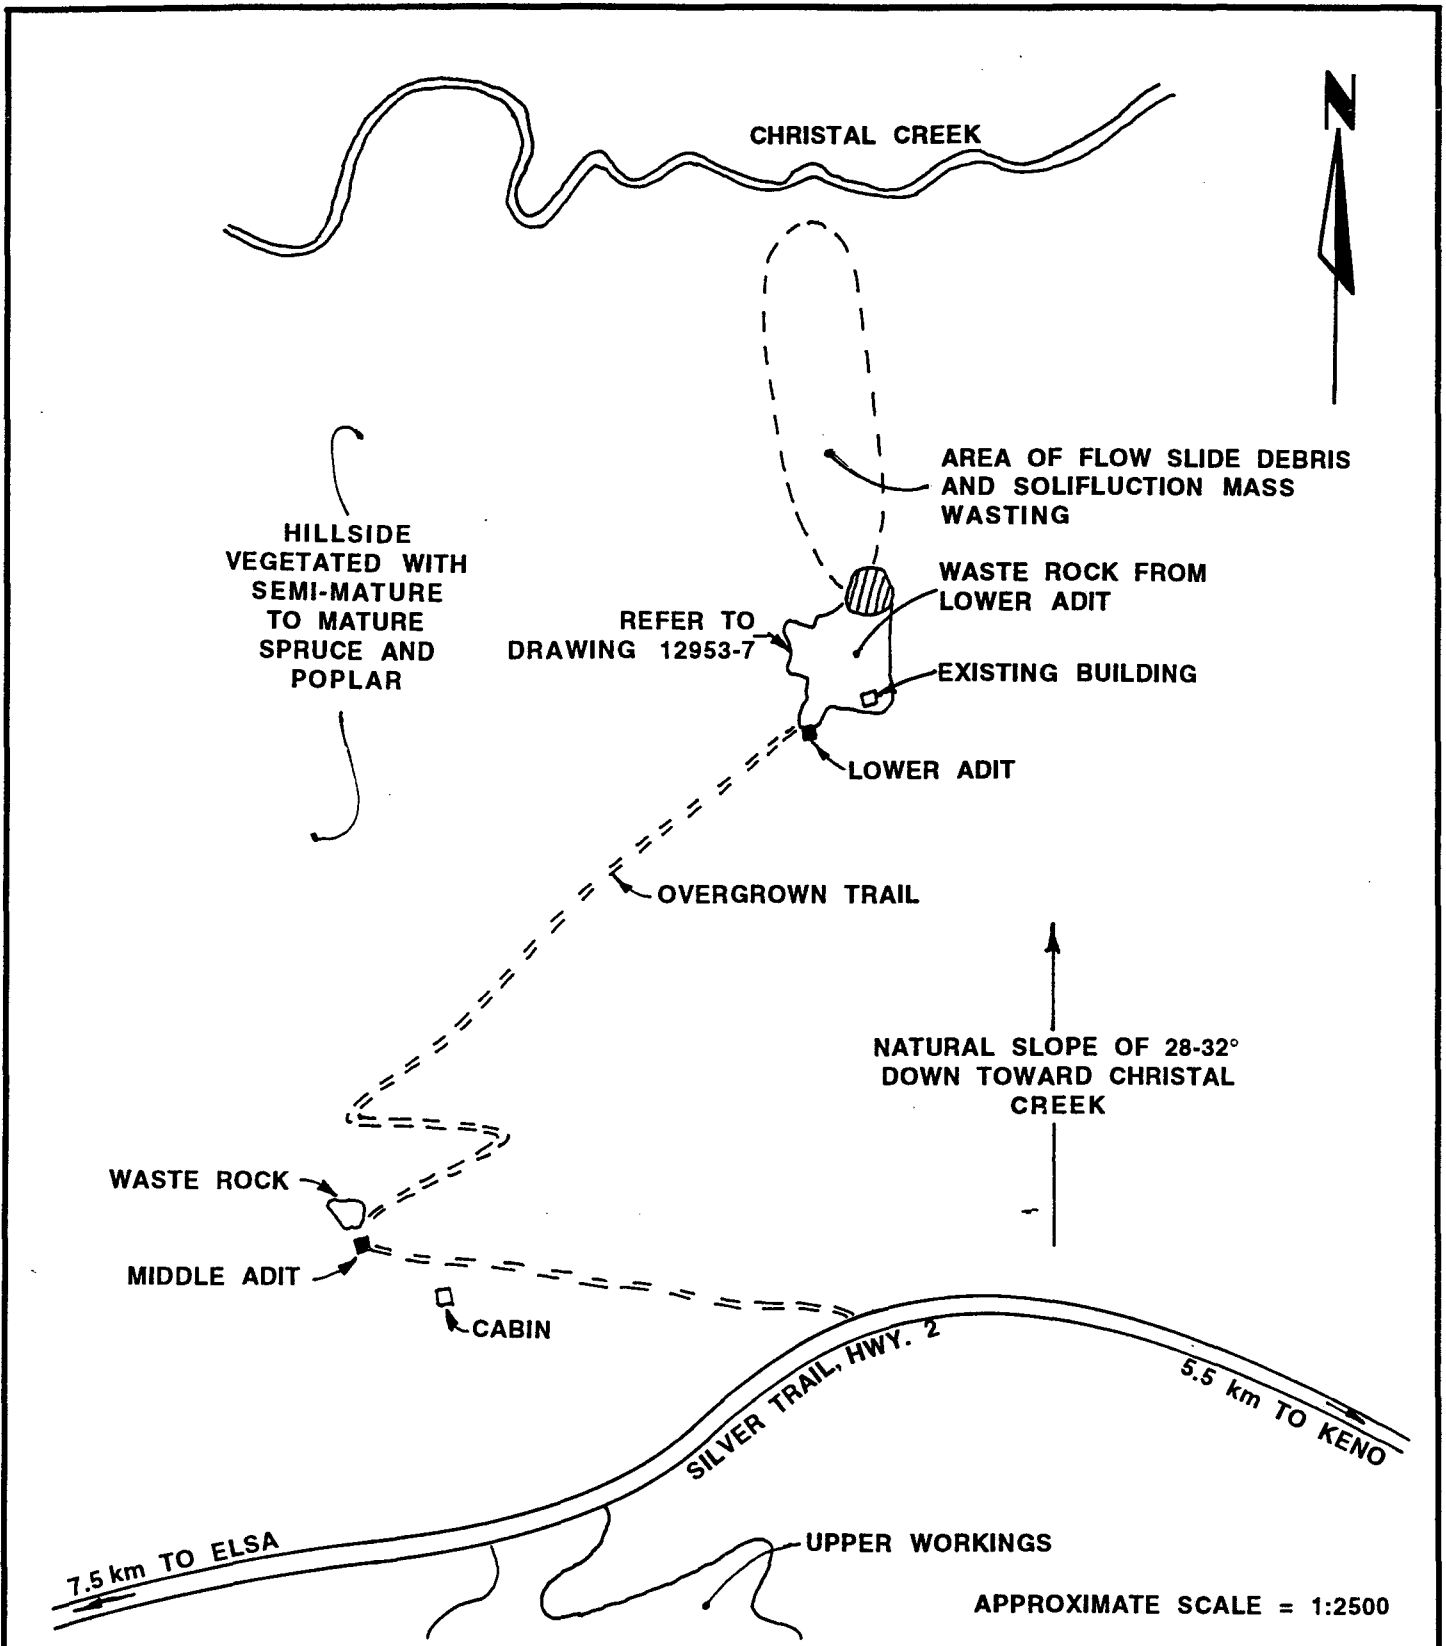 N
CHRISTAL CREEK
AREA OF FLOW SLIDE DEBRIS
AND SOLIFLUCTION MASS
WASTING
HILLSIDE
VEGETATED WITH
SEMI-MATURE
TO MATURE
SPRUCE AND
POPLAR
WASTE ROCK FROM
LOWER ADIT
REFER TO
DRAWING 12953-7
EXISTING BUILDING
LOWER ADIT
OVERGROWN TRAIL
NATURAL SLOPE OF 28-32°
DOWN TOWARD CHRISTAL
CREEK
WASTE ROCK
MIDDLE ADIT
CABIN
SILVER TRAIL, HWY. 2
5.5 km TO KENO
7.5 km TO ELSA
UPPER WORKINGS
APPROXIMATE SCALE = 1:2500